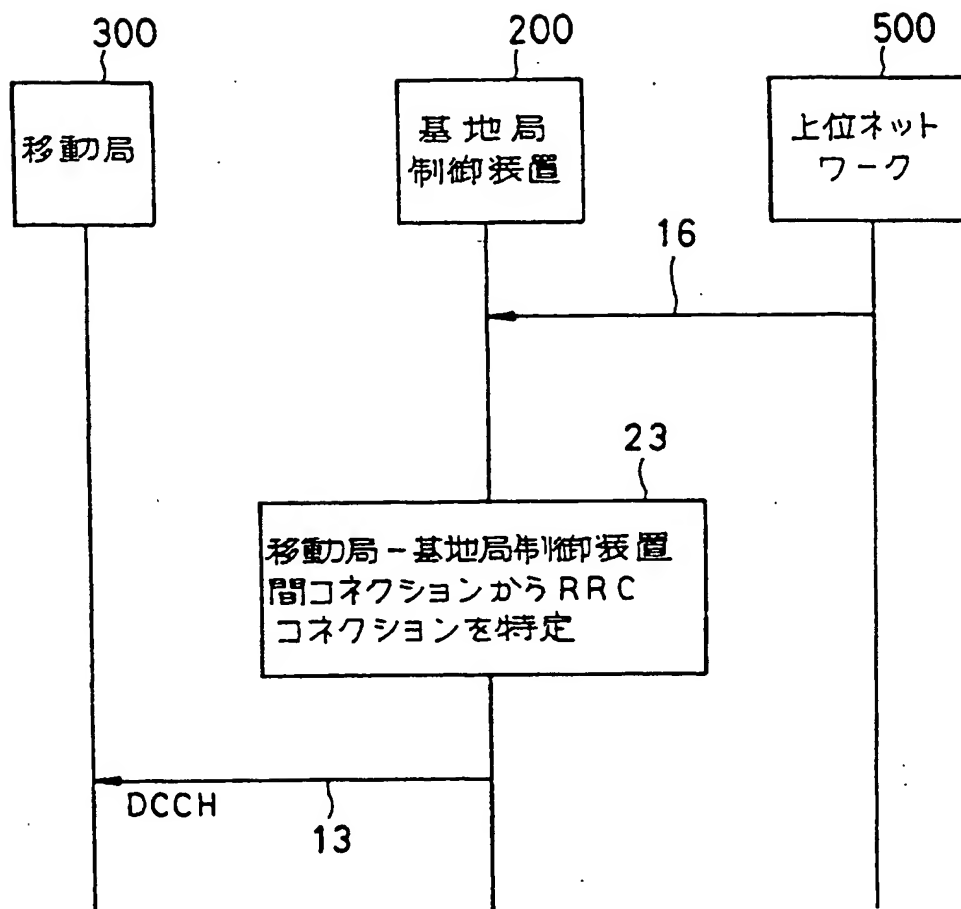 300
200
500
移動局
基地局
制御装置
上位ネット
ワーク
16
23
移動局-基地局制御装置
間コネクションからRRC
コネクションを特定
DCCH
13